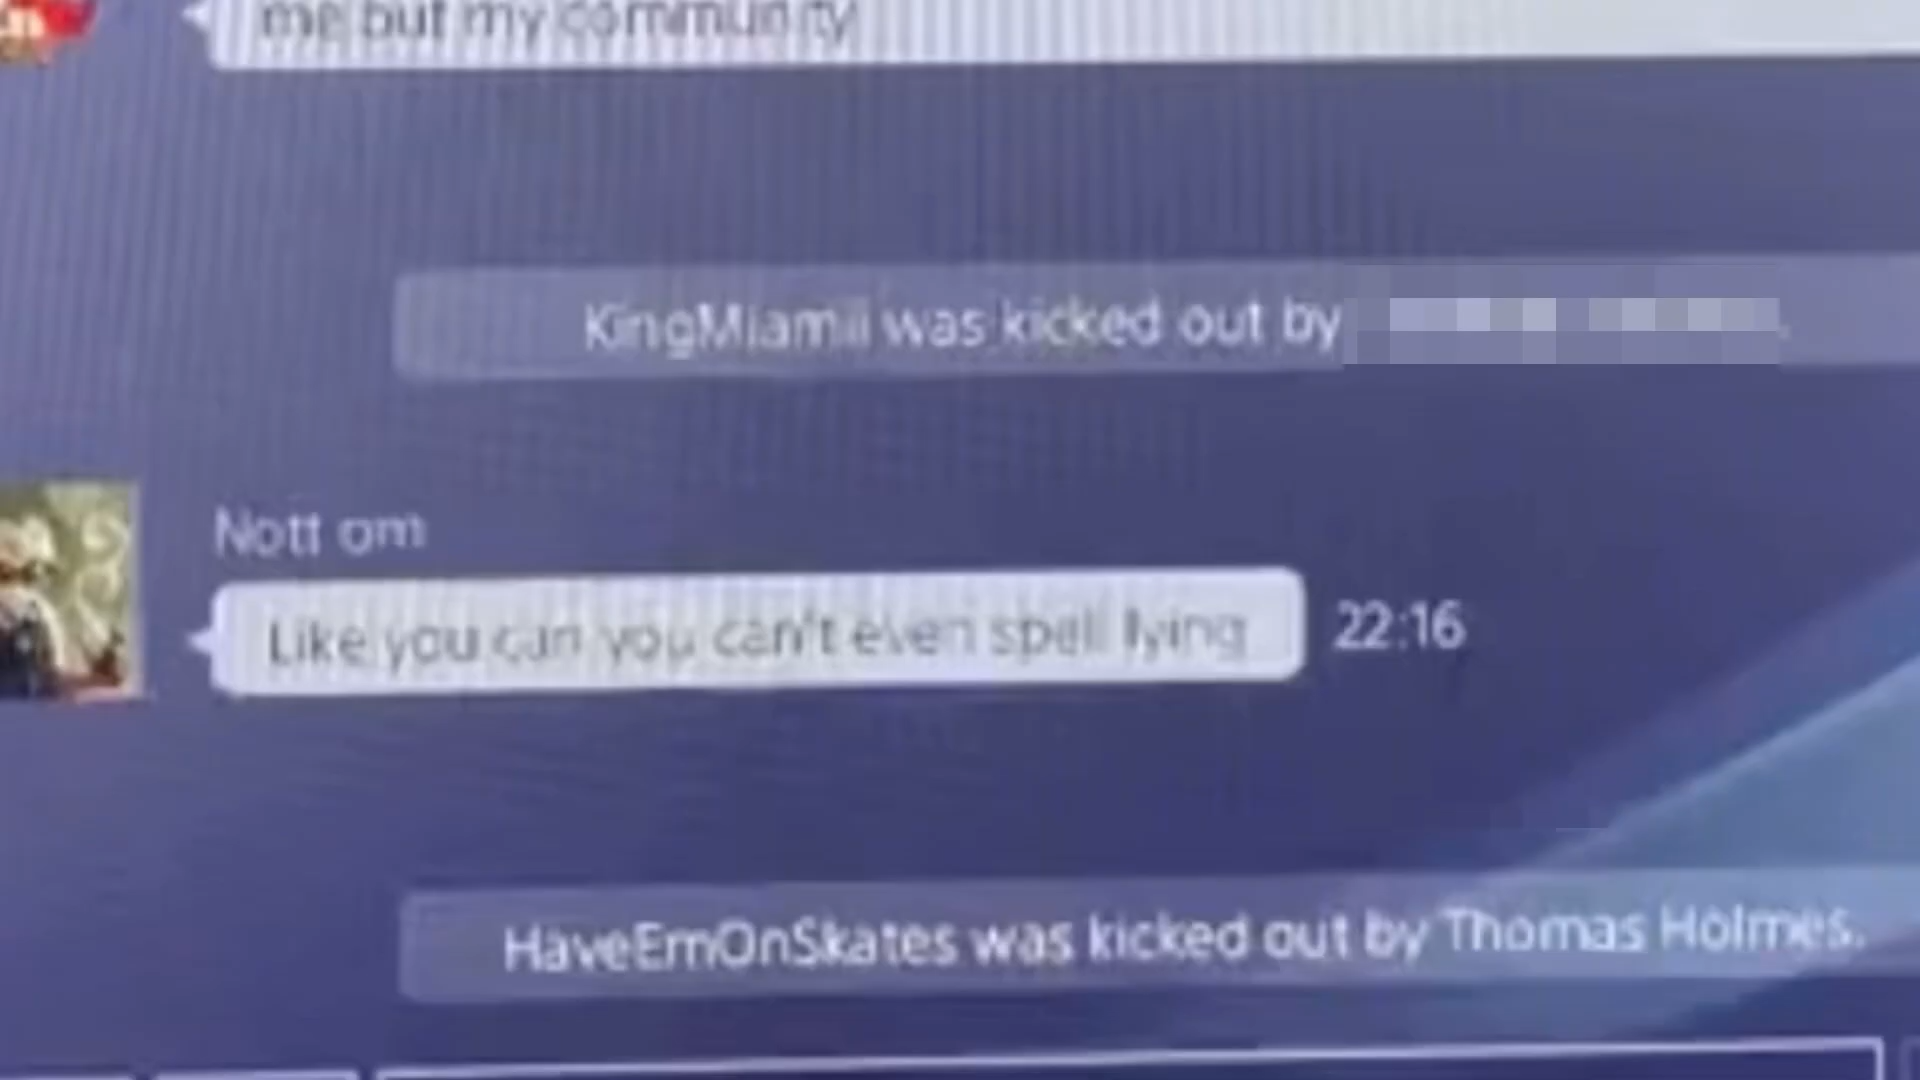 me but my community
KingMiamii was kicked out by
Nott om
Like you can you can't even spell lying
22:16
HaveEmOnSkates was kicked out by Thomas Holmes.